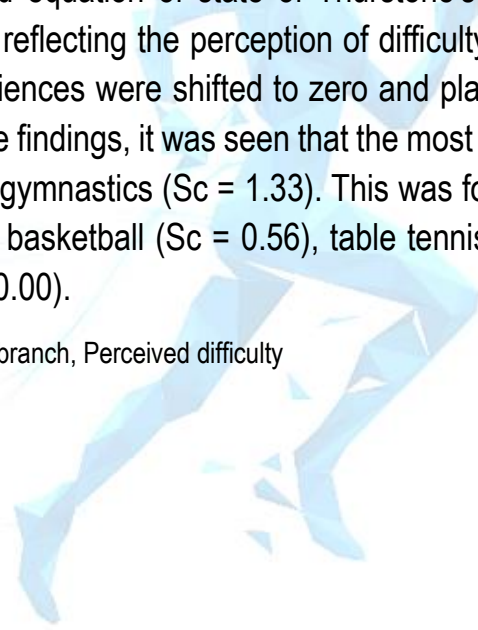 d equation of state of Thurstone's
reflecting the perception of difficulty
iences were shifted to zero and pla
e findings, it was seen that the most
gymnastics (Sc = 1.33). This was fo
basketball (Sc = 0.56), table tennis
0.00).
branch, Perceived difficulty